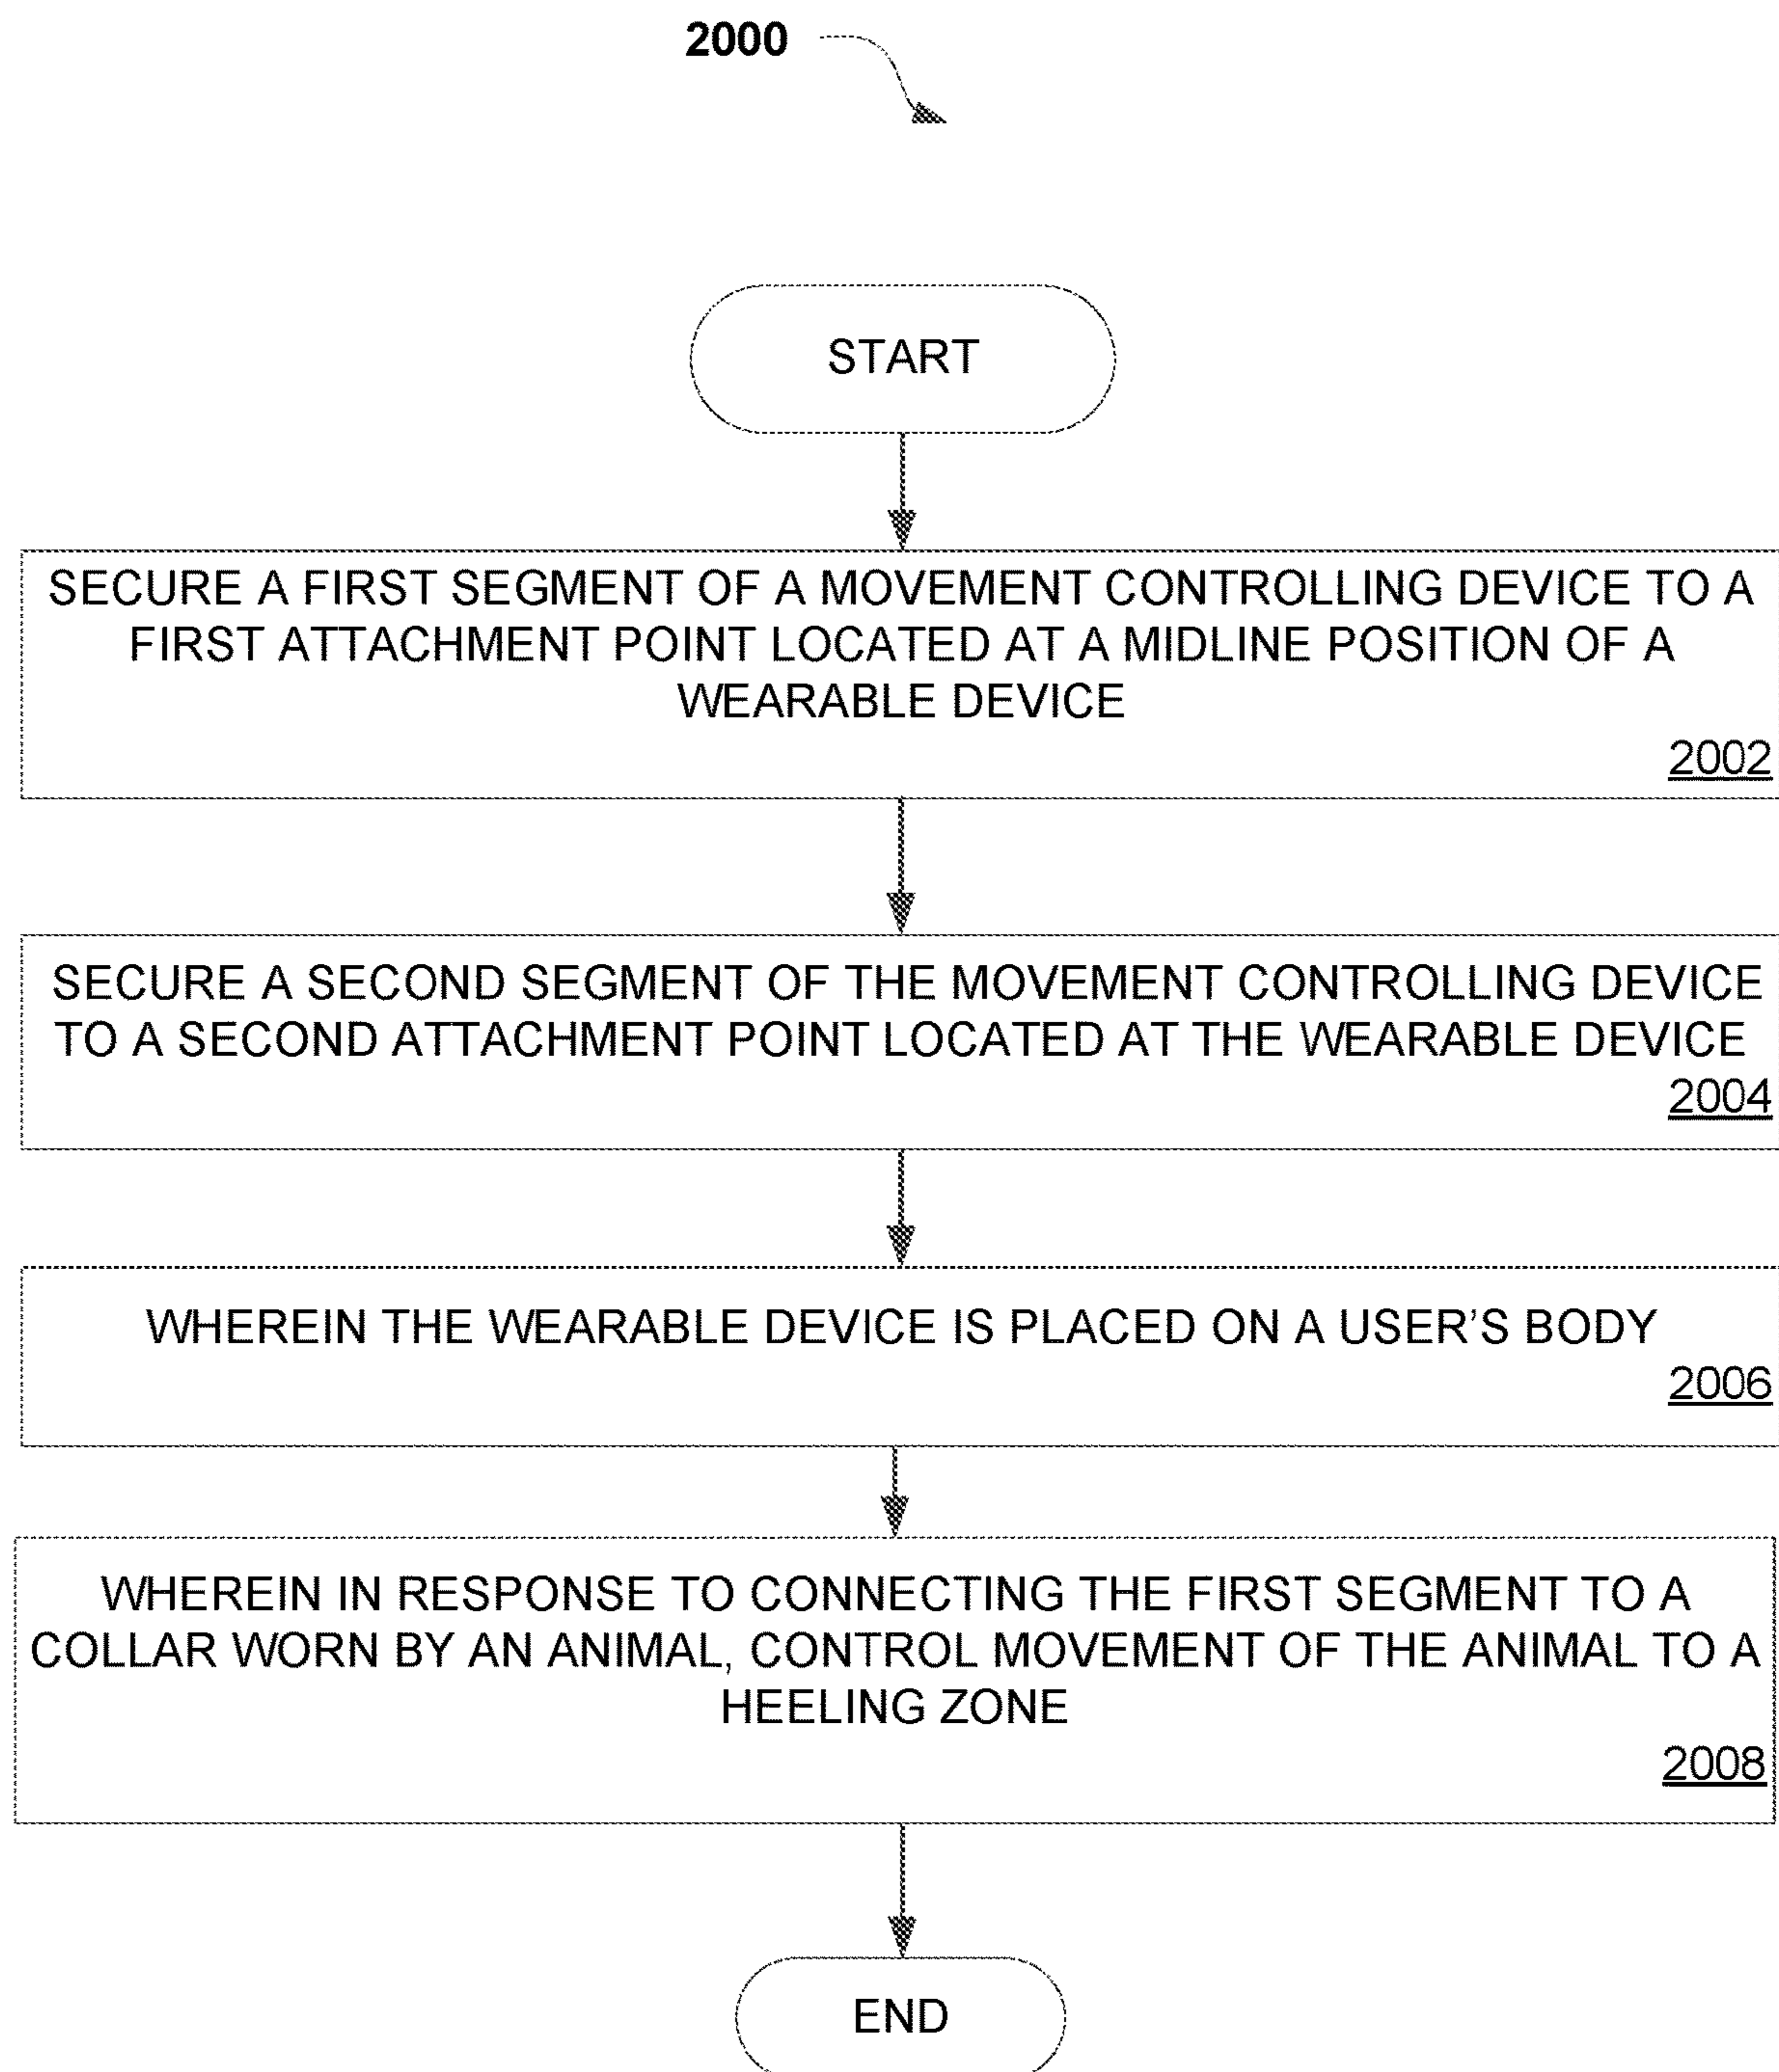 2000
START
SECURE A FIRST SEGMENT OF A MOVEMENT CONTROLLING DEVICE TO A
FIRST ATTACHMENT POINT LOCATED AT A MIDLINE POSITION OF A
WEARABLE DEVICE
2002
SECURE A SECOND SEGMENT OF THE MOVEMENT CONTROLLING DEVICE
TO A SECOND ATTACHMENT POINT LOCATED AT THE WEARABLE DEVICE
2004
WHEREIN THE WEARABLE DEVICE IS PLACED ON A USER’S BODY
2006
WHEREIN IN RESPONSE TO CONNECTING THE FIRST SEGMENT TO A
COLLAR WORN BY AN ANIMAL, CONTROL MOVEMENT OF THE ANIMAL TO A
HEELING ZONE
2008
END